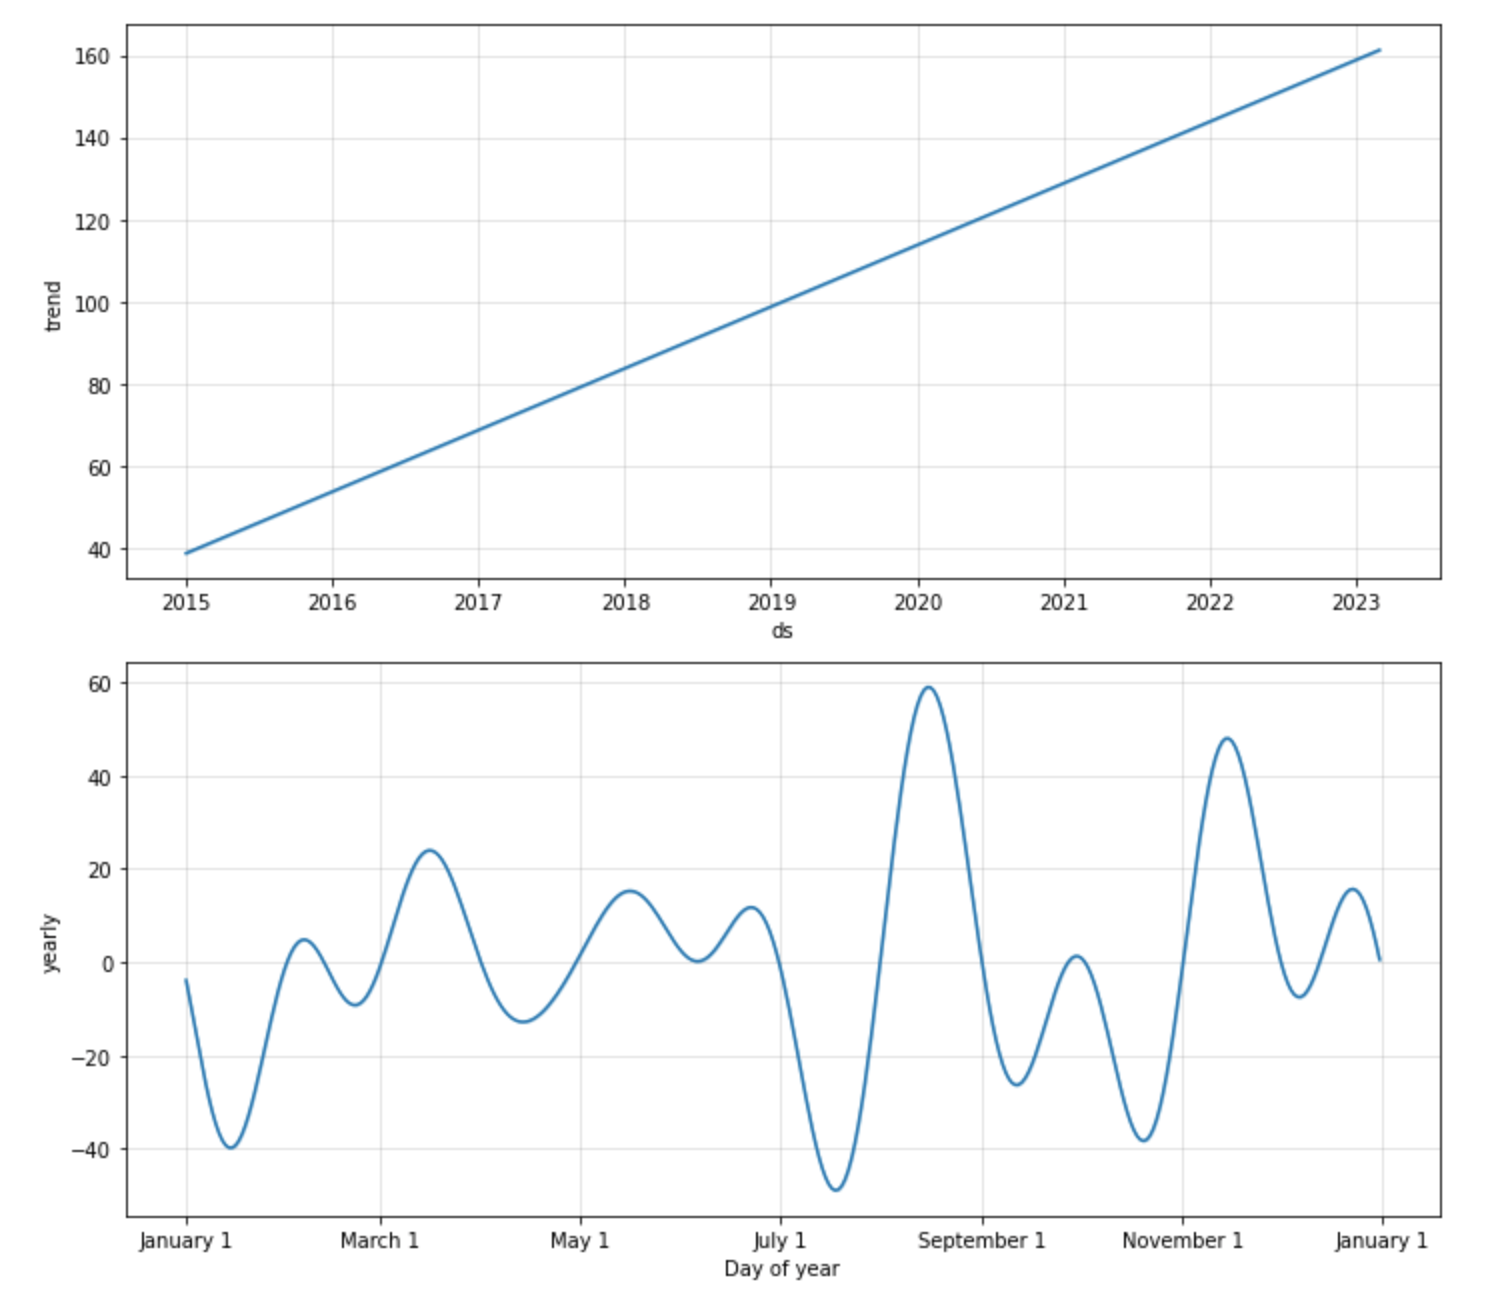 160
140
120
100
80
60
40
trend
2015 2016 2017 2018 2019 2020 2021 2022 2023
ds
60
40
20
0
−20
−40
yearly
January 1 March 1 May 1 July 1 September 1 November 1 January 1
Day of year